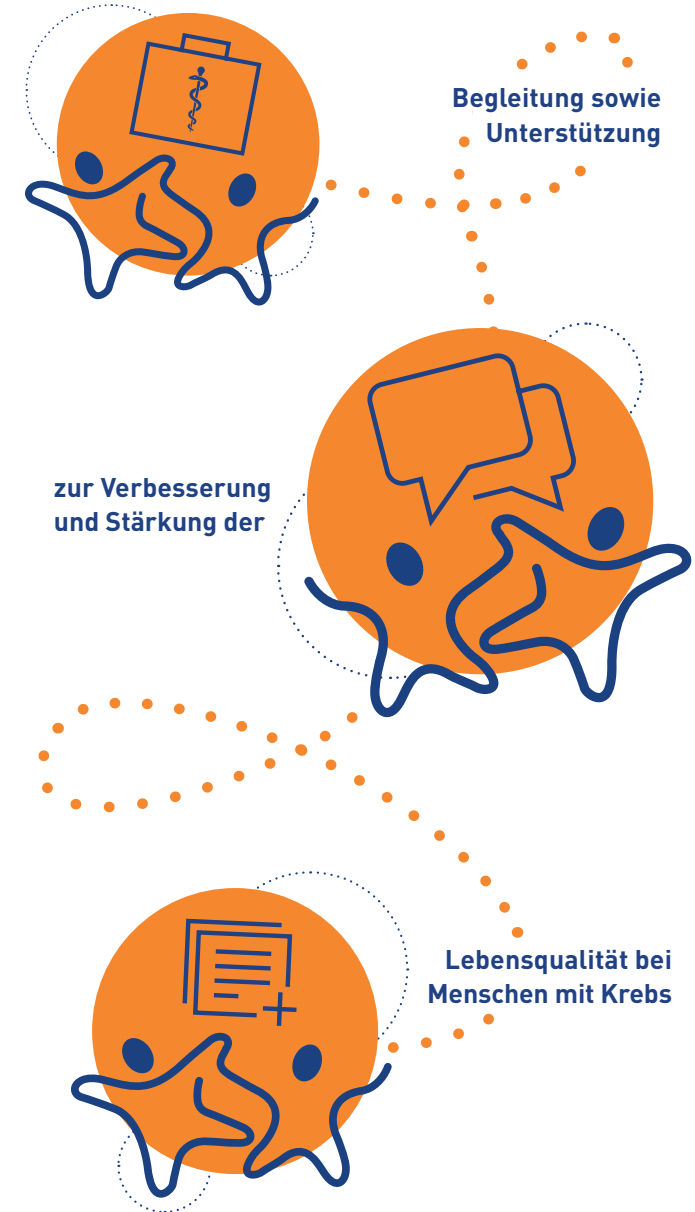 Begleitung sowie
Unterstützung
zur Verbesserung
und Stärkung der
Lebensqualität bei
Menschen mit Krebs